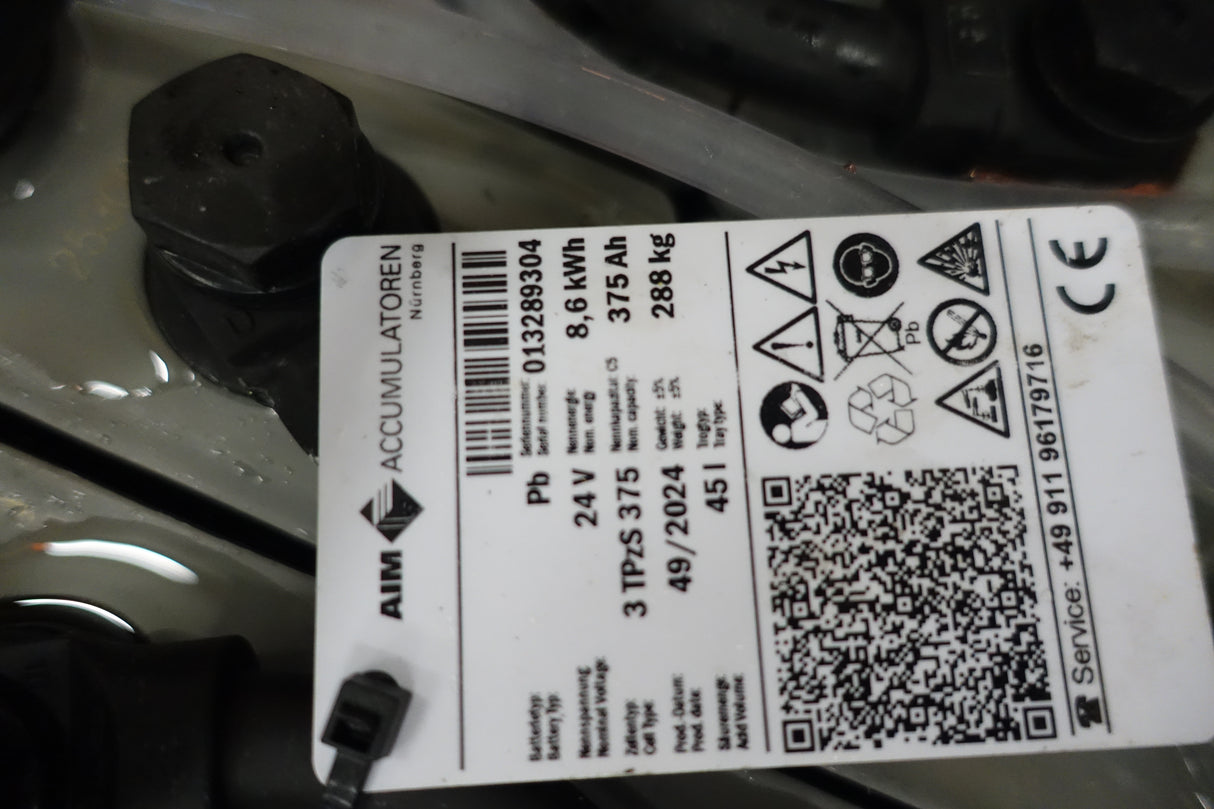 AIM ACCUMULATOREN
Nürnberg
Batterietyp:
Battery Typ: Pb Seriennummer:
Serial number: 013289304
Nennspannung:
Nominal Voltage: 24 V Nennenergie:
Nom. energy 8,6 kWh
Zellentyp:
Cell Type: 3 TPzS 375 Nennkapazität C5
Nom. capacity: 375 Ah
Prod.-Datum:
Prod. date: 49/2024 Gewicht: ±5%
Weight: ±5% 288 kg
Säuremenge:
Acid Volume: 45 l Trogtyp:
Tray type:
Pb
Service: +49 911 96179716
CE